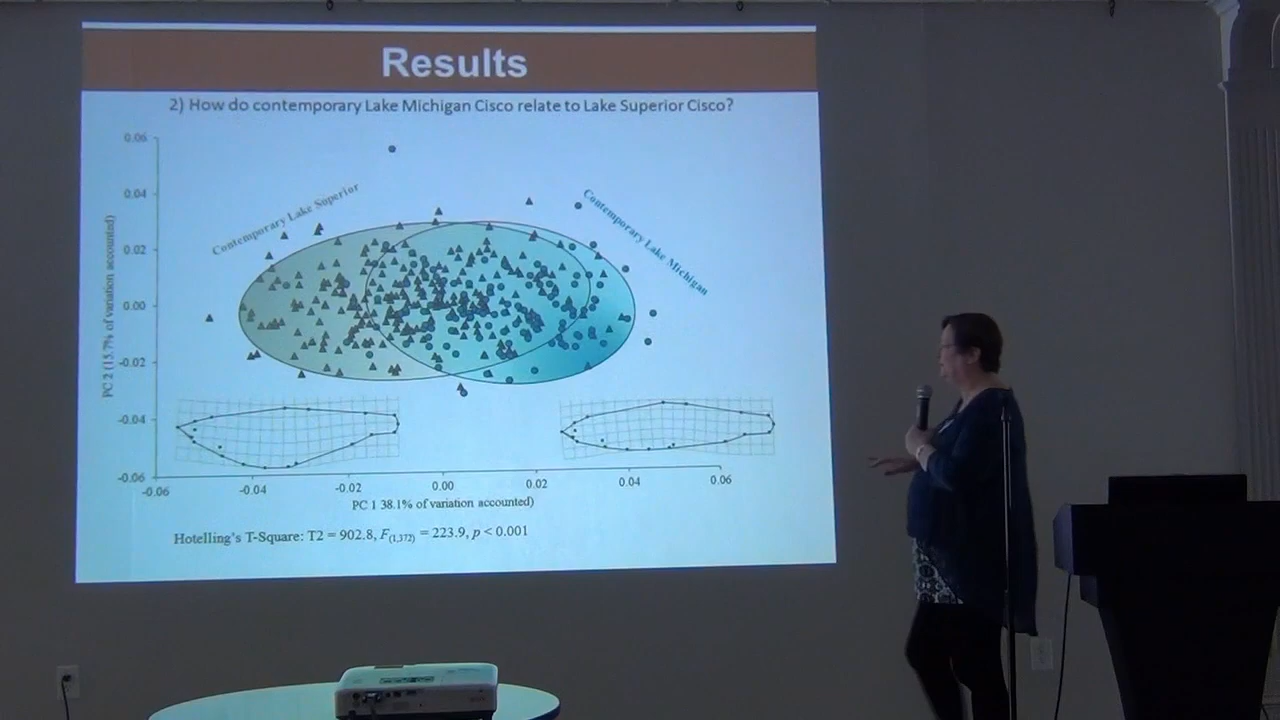 Results
2) How do contemporary Lake Michigan Cisco relate to Lake Superior Cisco?
0.06
0.04
0.02
0.00
-0.02
-0.04
-0.06
PC 2 (15.7% of variation accounted)
Contemporary Lake Superior
Contemporary Lake Michigan
-0.06
-0.04
-0.02
0.00
0.02
0.04
0.06
PC 1 38.1% of variation accounted)
Hotelling's T-Square: T2 = 902.8, F(1,372) = 223.9, p < 0.001